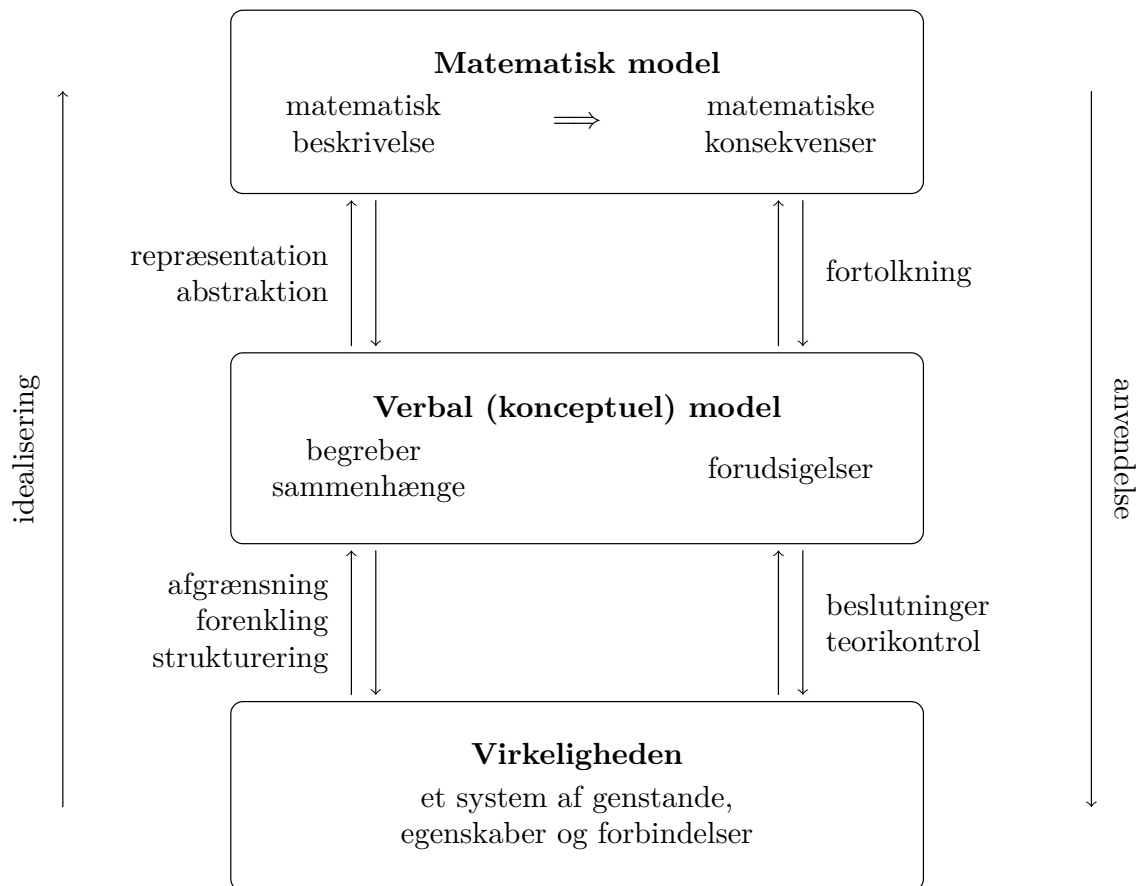 Matematisk model
matematisk
beskrivelse
⟹
matematiske
konsekvenser
repræsentation
abstraktion
fortolkning
idealisering
Verbal (konceptuel) model
begreber
sammenhænge
forudsigelser
anvendelse
afgrænsning
forenkling
strukturering
beslutninger
teorikontrol
Virkeligheden
et system af genstande,
egenskaber og forbindelser